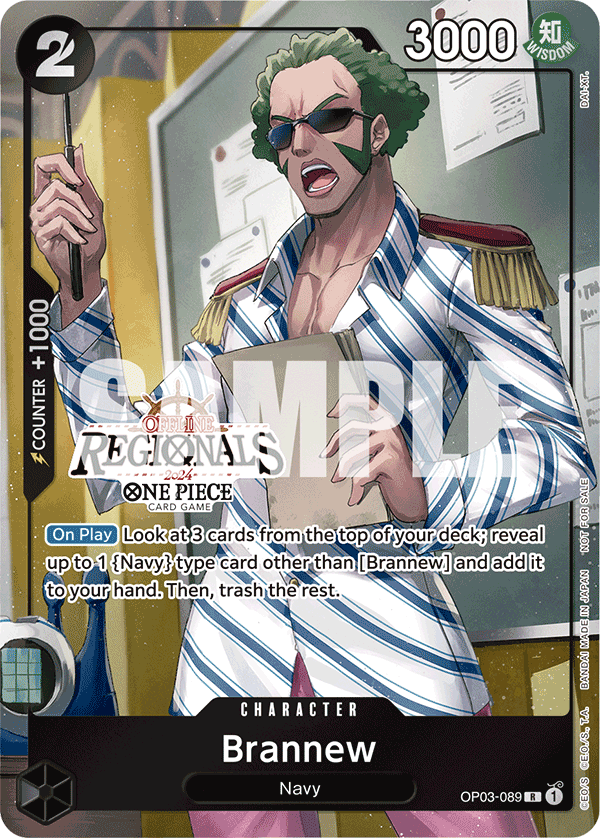 2
3000
知
WISDOM
DAI-XT.
COUNTER +1000
SAMPLE
OFFLINE
REGIONALS
2024
ONE PIECE
CARD GAME
On Play Look at 3 cards from the top of your deck; reveal
up to 1 {Navy} type card other than [Brannew] and add it
to your hand. Then, trash the rest.
©E.O/S ©E.O./S., T.A. BANDAI MADE IN JAPAN NOT FOR SALE
CHARACTER
Brannew
Navy
OP03-089 R 1